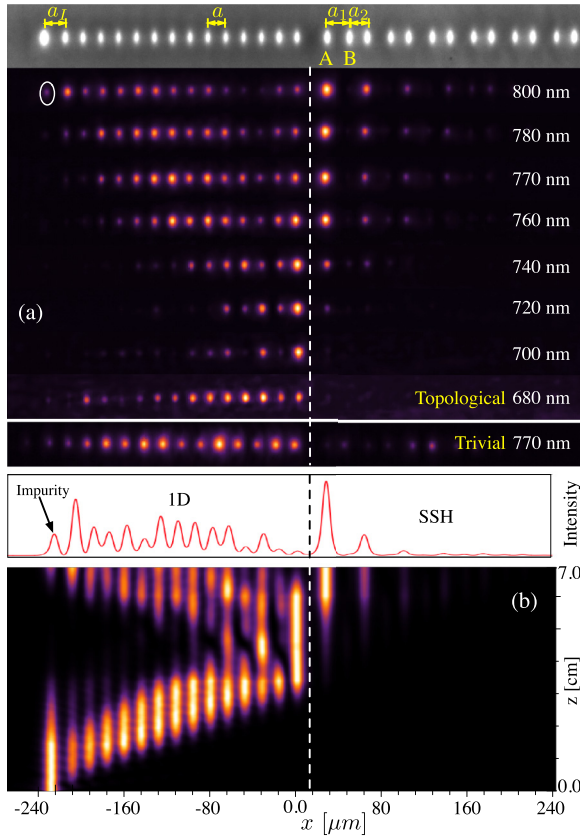 a_I a a_1 a_2
A B
800 nm
780 nm
770 nm
760 nm
740 nm
720 nm
(a)
700 nm
Topological 680 nm
Trivial 770 nm
Impurity 1D SSH Intensity
7.0
(b)
z [cm]
0.0
-240 -160 -80 0.0 80 160 240
x [μm]